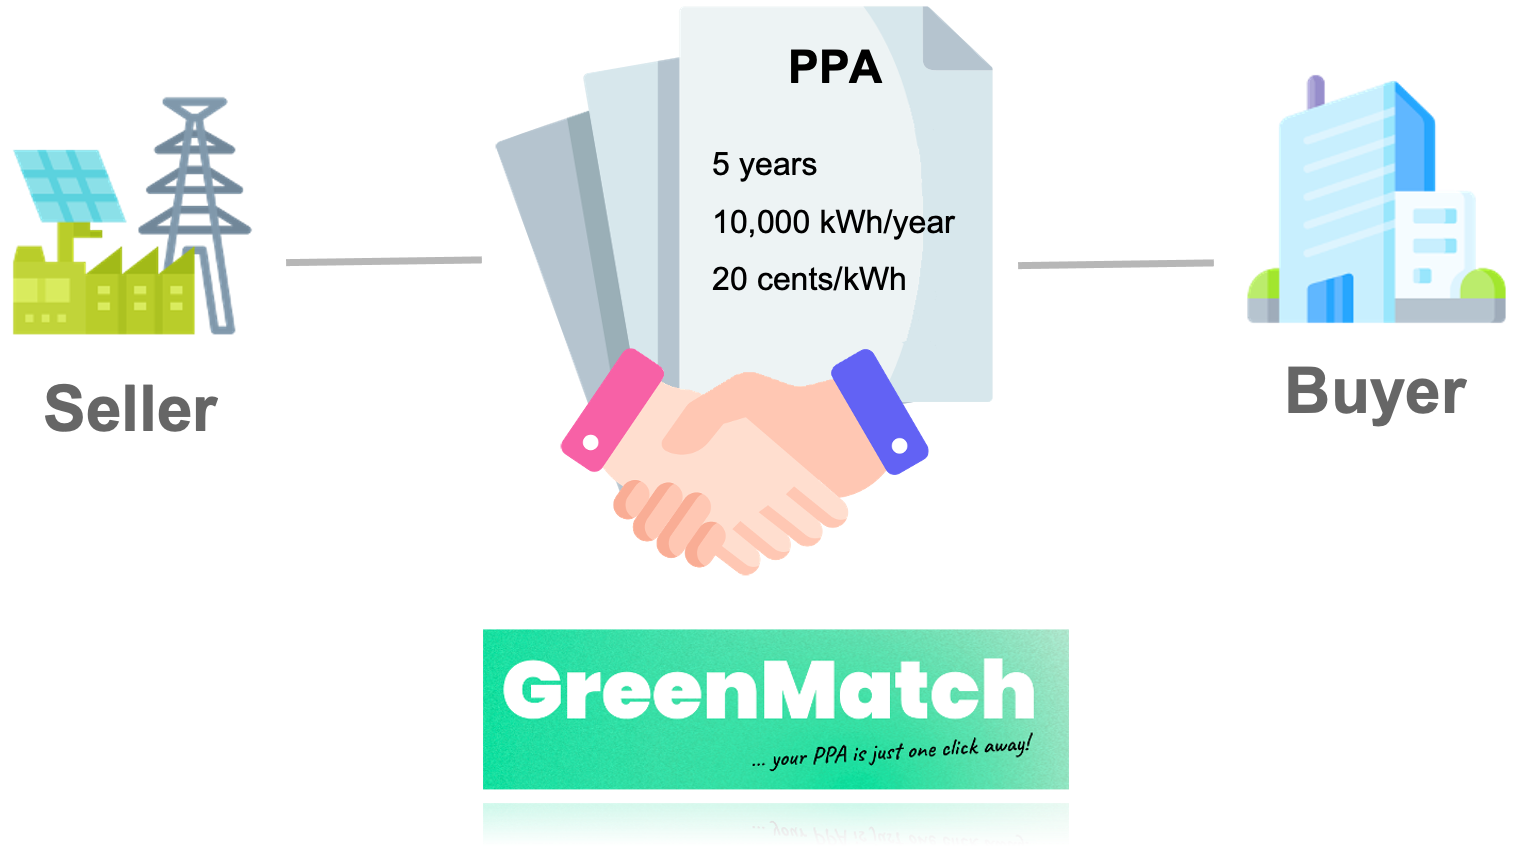 PPA
5 years
10,000 kWh/year
20 cents/kWh
Seller
Buyer
GreenMatch
... your PPA is just one click away!